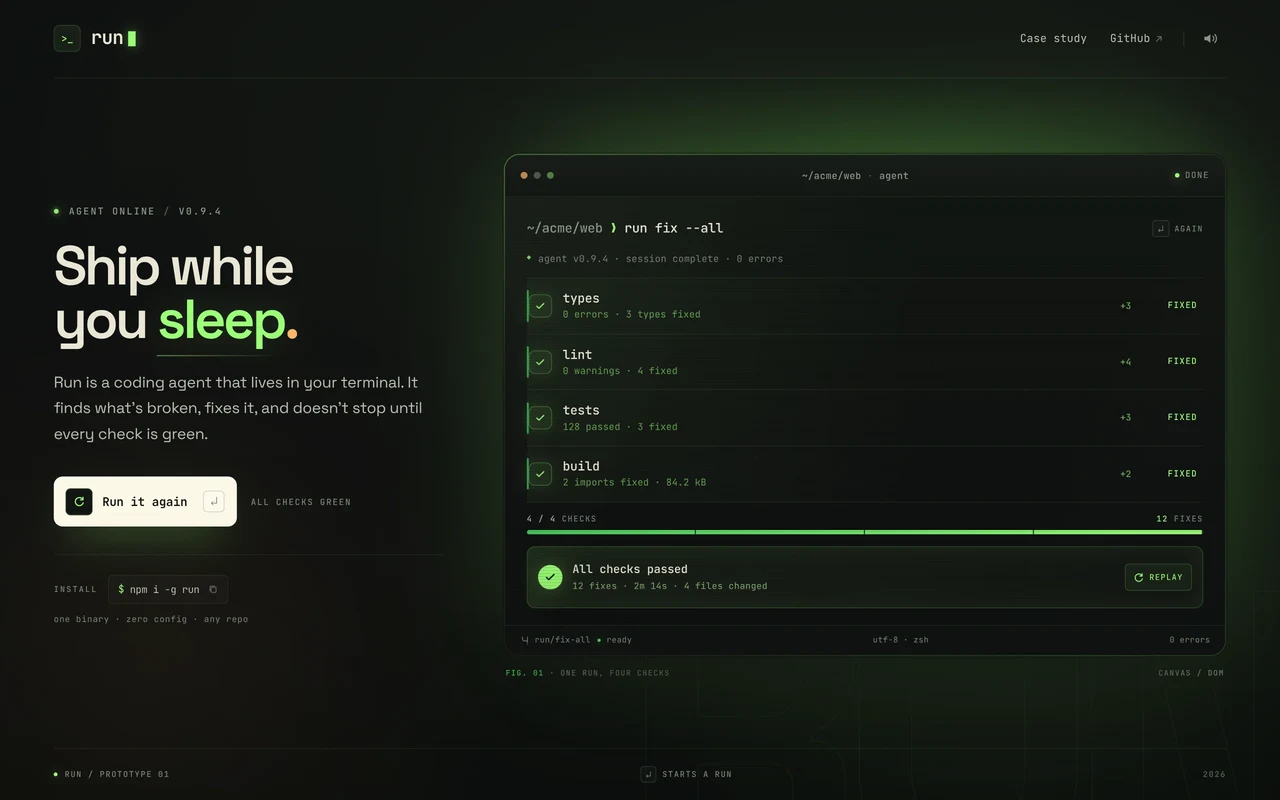 >_ run
Case study GitHub ↗
AGENT ONLINE / V0.9.4
Ship while
you sleep.
Run is a coding agent that lives in your terminal. It
finds what's broken, fixes it, and doesn't stop until
every check is green.
Run it again ↵ ALL CHECKS GREEN
INSTALL $ npm i -g run
one binary · zero config · any repo
~/acme/web · agent DONE
~/acme/web ❯ run fix --all ↵ AGAIN
agent v0.9.4 · session complete · 0 errors
types
0 errors · 3 types fixed
+3 FIXED
lint
0 warnings · 4 fixed
+4 FIXED
tests
128 passed · 3 fixed
+3 FIXED
build
2 imports fixed · 84.2 kB
+2 FIXED
4 / 4 CHECKS 12 FIXES
All checks passed
12 fixes · 2m 14s · 4 files changed
REPLAY
run/fix-all ready utf-8 · zsh 0 errors
FIG. 01 · ONE RUN, FOUR CHECKS CANVAS / DOM
RUN / PROTOTYPE 01 ↵ STARTS A RUN 2026